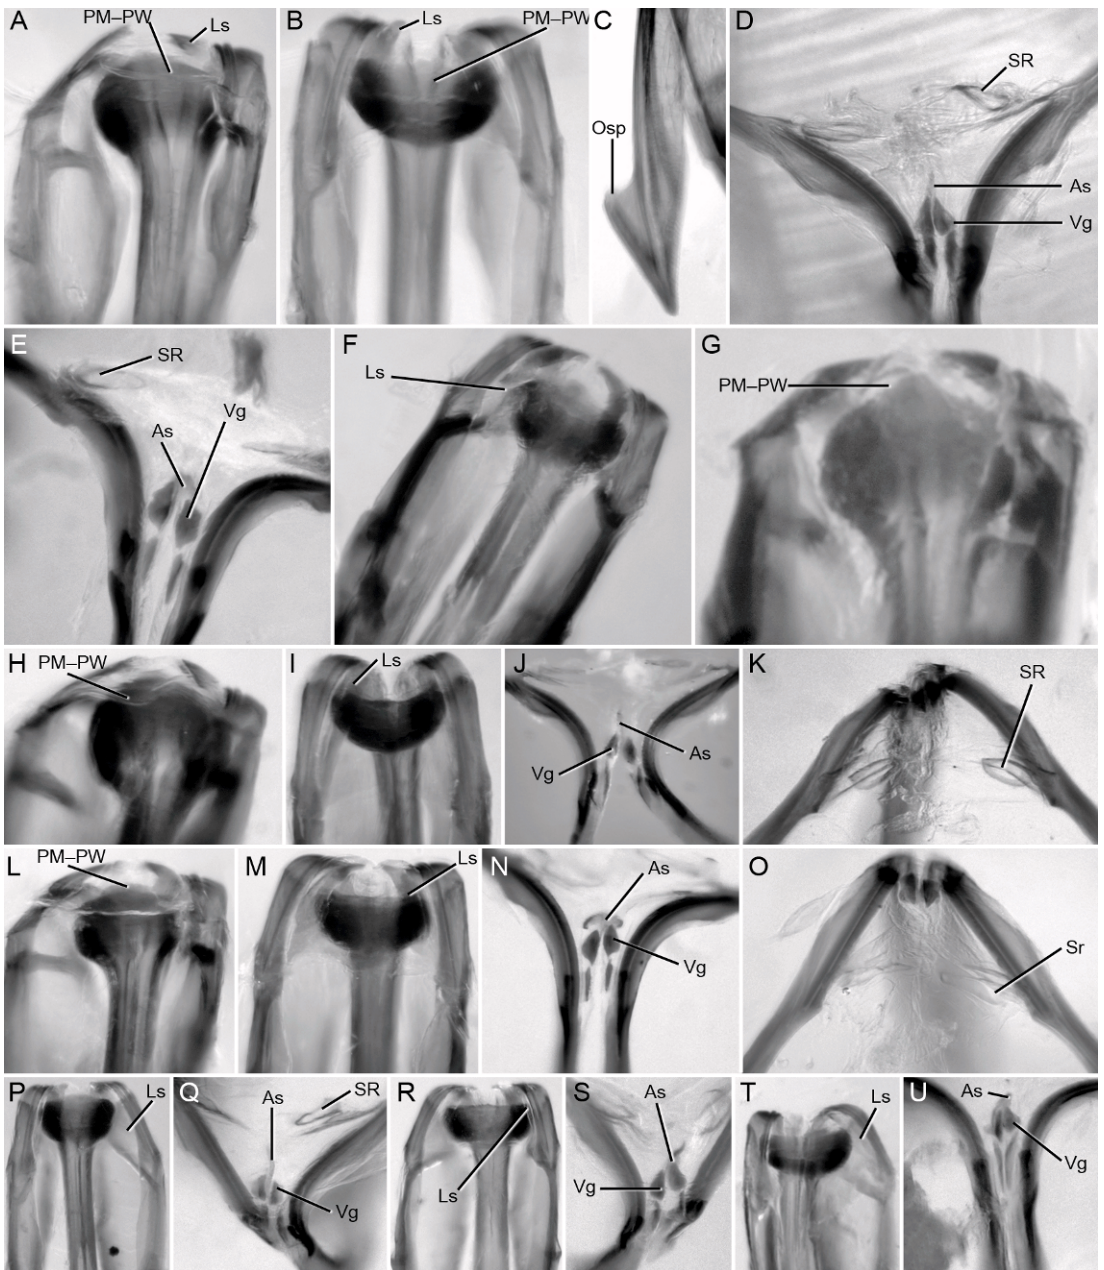 A
PM–PW
Ls
B
Ls
PM–PW
C
Osp
D
SR
As
Vg
E
SR
Vg
As
F
Ls
G
PM–PW
H
PM–PW
I
Ls
J
As
Vg
K
SR
L
PM–PW
M
Ls
N
As
Vg
O
Sr
P
Ls
Q
As
SR
Vg
R
Ls
S
As
Vg
T
Ls
U
As
Vg